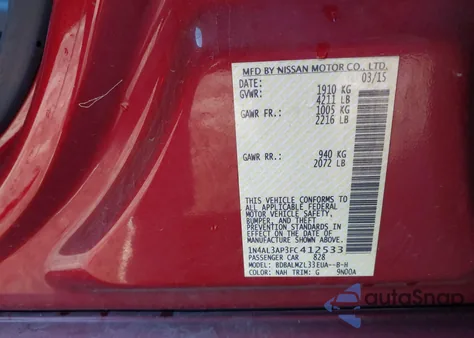 MFD BY NISSAN MOTOR CO., LTD.
DATE: 03/15
GVWR: 1910 KG
4211 LB
GAWR FR.: 1005 KG
2216 LB
GAWR RR.: 940 KG
2072 LB
THIS VEHICLE CONFORMS TO
ALL APPLICABLE FEDERAL
MOTOR VEHICLE SAFETY,
BUMPER, AND THEFT
PREVENTION STANDARDS IN
EFFECT ON THE DATE OF
MANUFACTURE SHOWN ABOVE.
1N4AL3AP3FC412533
PASSENGER CAR 828
MODEL: BDBALMZL33EUA--B-H
COLOR: NAH TRIM: G 9N00A
autoSnap